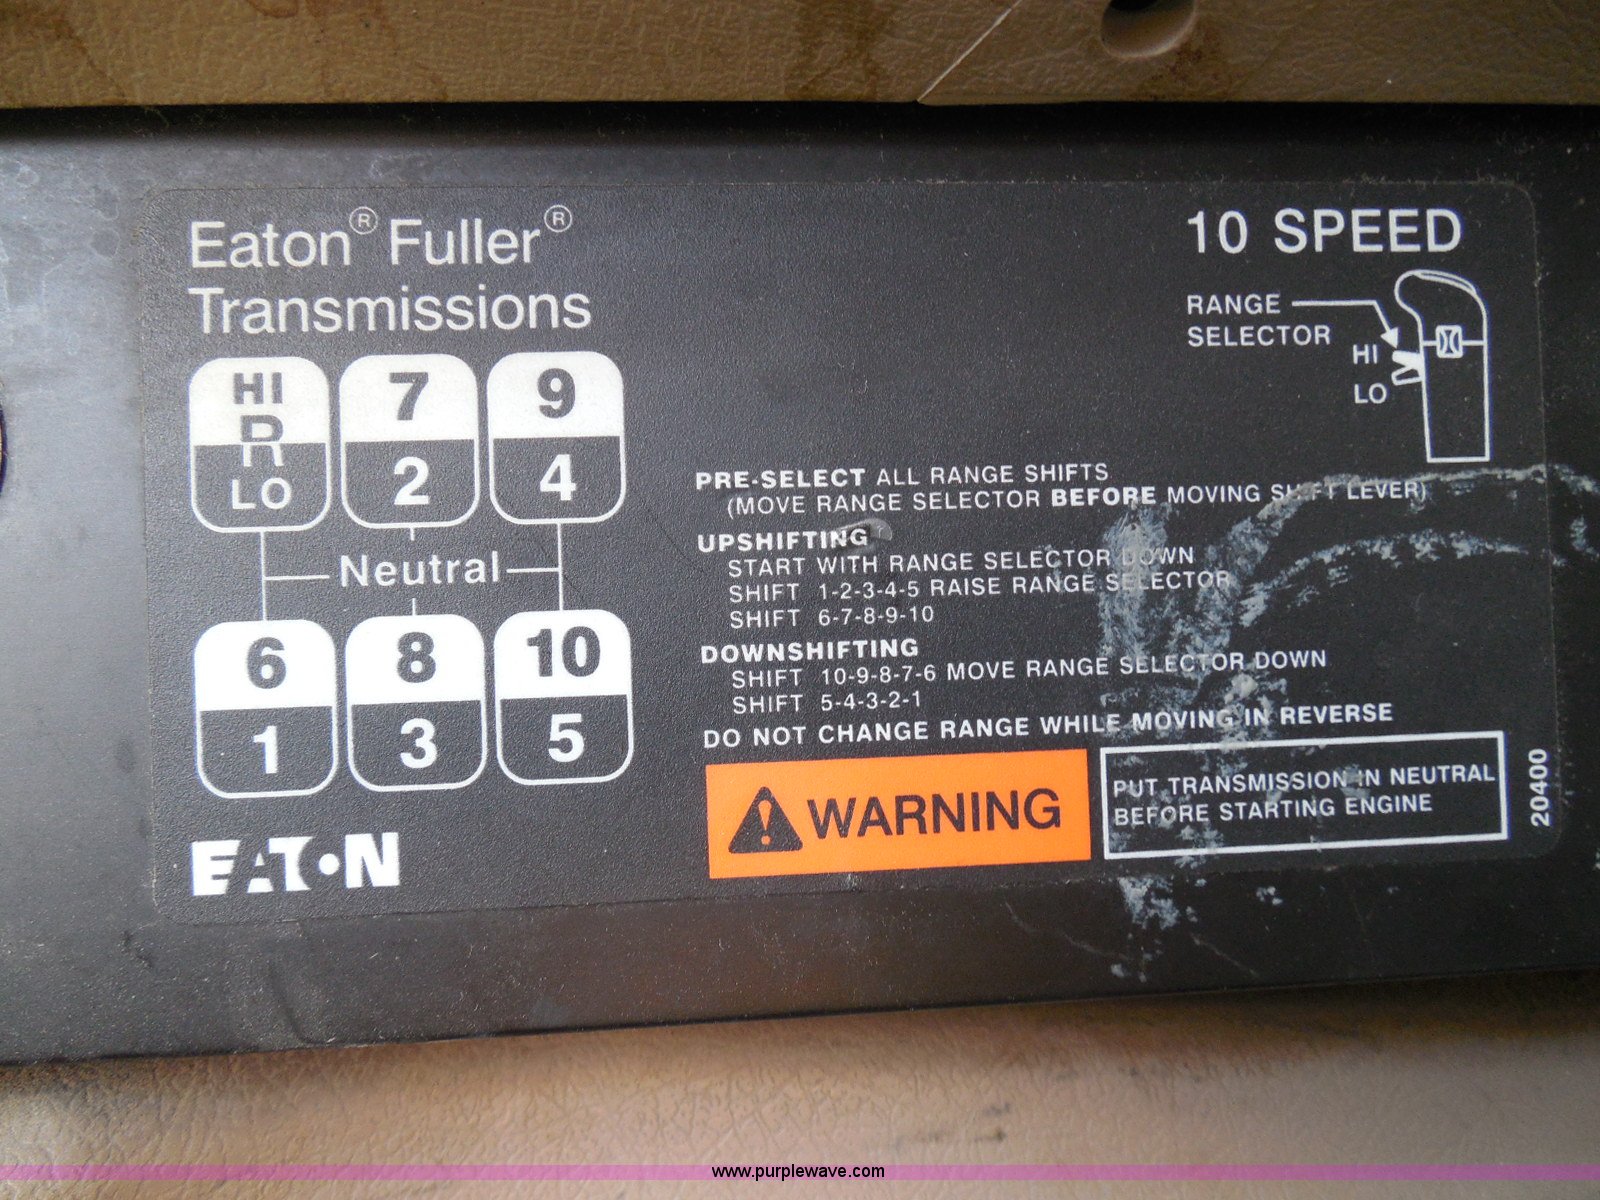 Eaton® Fuller®
Transmissions
HI
R
LO
7
2
9
4
Neutral
6
1
8
3
10
5
EATON
10 SPEED
RANGE
SELECTOR
HI
LO
PRE-SELECT ALL RANGE SHIFTS
(MOVE RANGE SELECTOR BEFORE MOVING SHIFT LEVER)
UPSHIFTING
START WITH RANGE SELECTOR DOWN
SHIFT 1-2-3-4-5 RAISE RANGE SELECTOR
SHIFT 6-7-8-9-10
DOWNSHIFTING
SHIFT 10-9-8-7-6 MOVE RANGE SELECTOR DOWN
SHIFT 5-4-3-2-1
DO NOT CHANGE RANGE WHILE MOVING IN REVERSE
WARNING
PUT TRANSMISSION IN NEUTRAL
BEFORE STARTING ENGINE
20400
www.purplewave.com